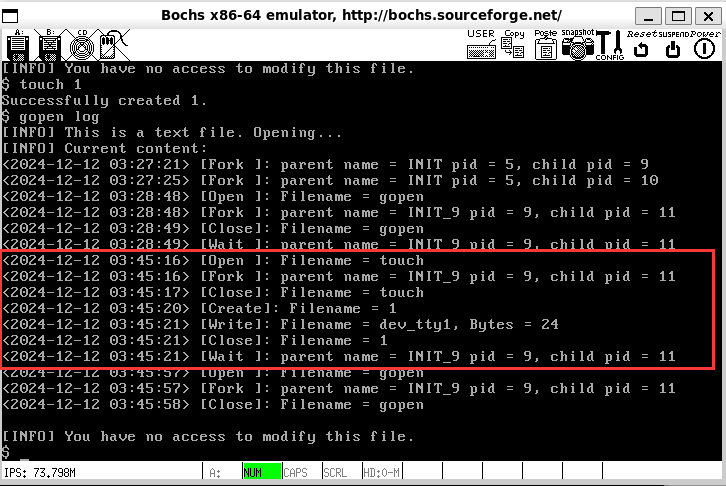 Bochs x86-64 emulator, http://bochs.sourceforge.net/
A: B: CD USER Copy Paste snapshot CONFIG Reset SUSPEND Power
[INFO] You have no access to modify this file.
$ touch 1
Successfully created 1.
$ gopen log
[INFO] This is a text file. Opening...
[INFO] Current content:
<2024-12-12 03:27:21> [Fork ]: parent name = INIT pid = 5, child pid = 9
<2024-12-12 03:27:25> [Fork ]: parent name = INIT pid = 5, child pid = 10
<2024-12-12 03:28:48> [Open ]: Filename = gopen
<2024-12-12 03:28:48> [Fork ]: parent name = INIT_9 pid = 9, child pid = 11
<2024-12-12 03:28:49> [Close]: Filename = gopen
<2024-12-12 03:28:49> [Wait ]: parent name = INIT_9 pid = 9, child pid = 11
<2024-12-12 03:45:16> [Open ]: Filename = touch
<2024-12-12 03:45:16> [Fork ]: parent name = INIT_9 pid = 9, child pid = 11
<2024-12-12 03:45:17> [Close]: Filename = touch
<2024-12-12 03:45:20> [Create]: Filename = 1
<2024-12-12 03:45:21> [Write]: Filename = dev_tty1, Bytes = 24
<2024-12-12 03:45:21> [Close]: Filename = 1
<2024-12-12 03:45:21> [Wait ]: parent name = INIT_9 pid = 9, child pid = 11
<2024-12-12 03:45:57> [Open ]: Filename = gopen
<2024-12-12 03:45:57> [Fork ]: parent name = INIT_9 pid = 9, child pid = 11
<2024-12-12 03:45:58> [Close]: Filename = gopen
[INFO] You have no access to modify this file.
$ _
IPS: 73.798M A: NUM CAPS SCRL HD:0-M